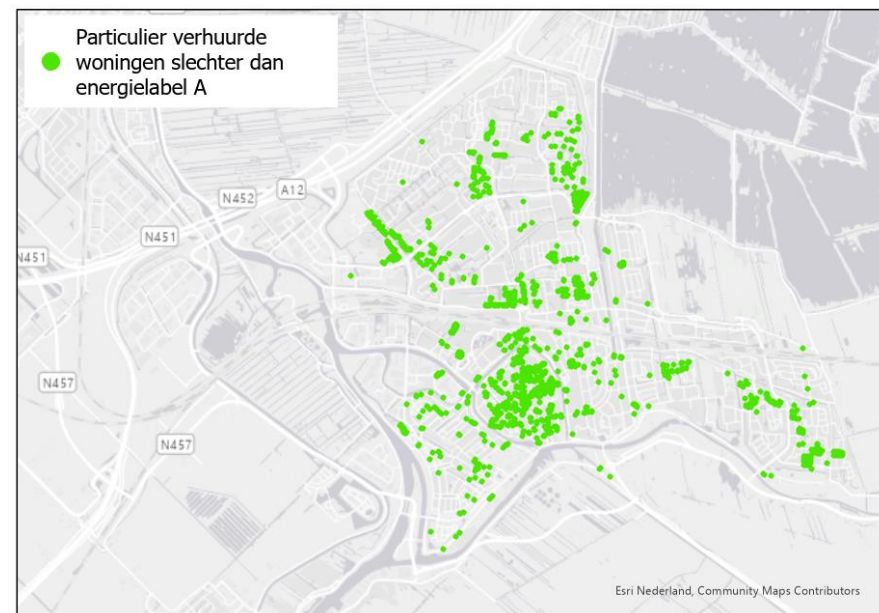 Particulier verhuurde
woningen slechter dan
energielabel A
N452
A12
N451
N451
N457
N457
Esri Nederland, Community Maps Contributors